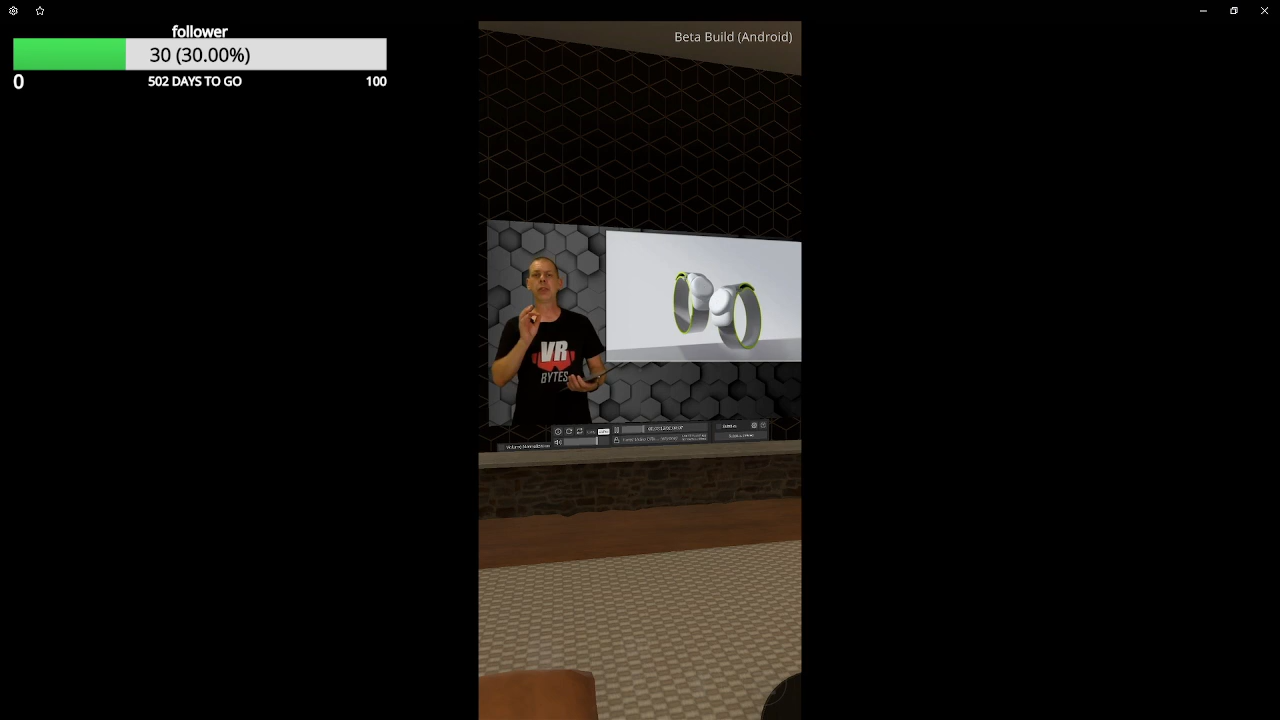 follower
30 (30.00%)
0
502 DAYS TO GO
100
Beta Build (Android)
VR
BYTES